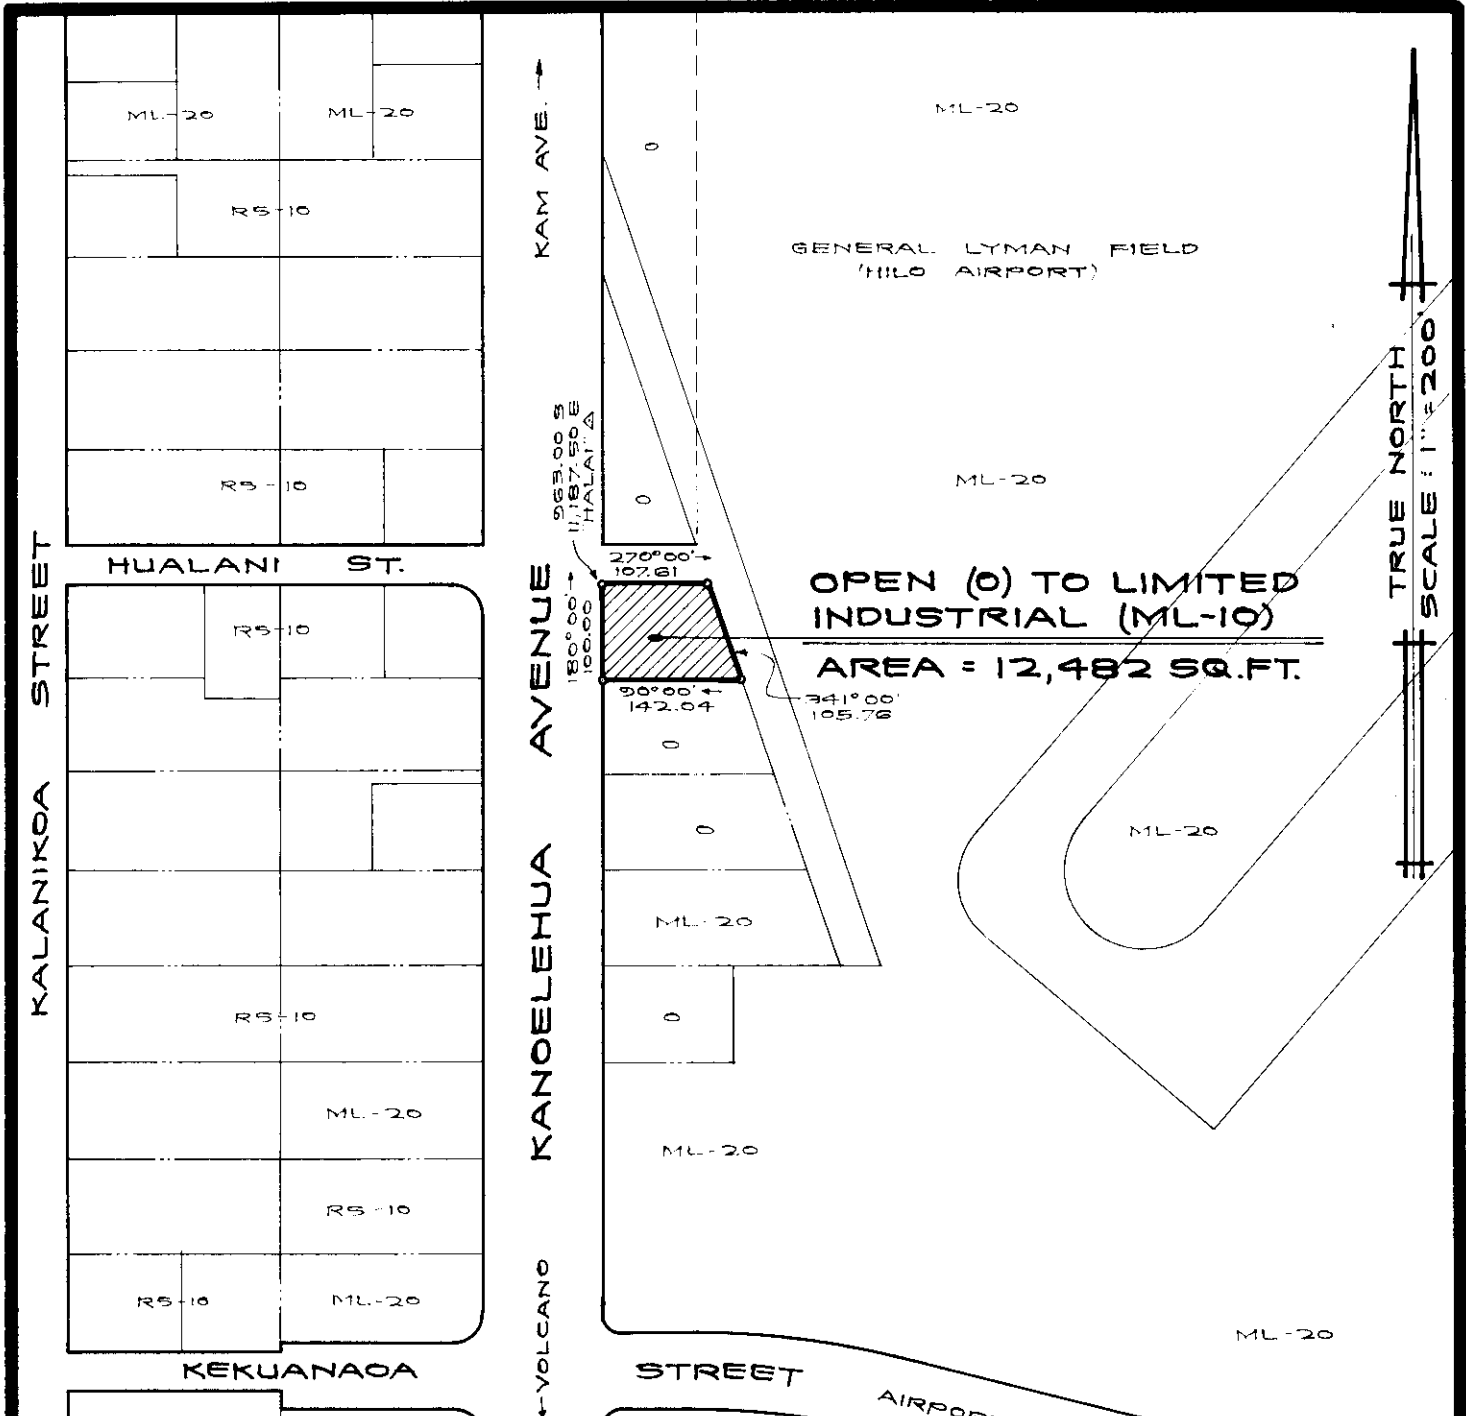 ML-20
ML-20
KAM AVE.
O
ML-20
RS-10
GENERAL LYMAN FIELD
(HILO AIRPORT)
TRUE NORTH
SCALE : 1"=200'
963.00 S
11,187.50 E
HALAI
RS-10
O
ML-20
KALANIKOA STREET
HUALANI ST.
KANOELEHUA AVENUE
270°00'
107.61
180°00'
100.00
OPEN (O) TO LIMITED
INDUSTRIAL (ML-10)
AREA = 12,482 SQ.FT.
RS-10
90°00'
142.04
341°00'
105.76
O
O
ML-20
ML-20
RS-10
O
ML-20
ML-20
RS-10
RS-10
ML-20
VOLCANO
ML-20
KEKUANAOA STREET